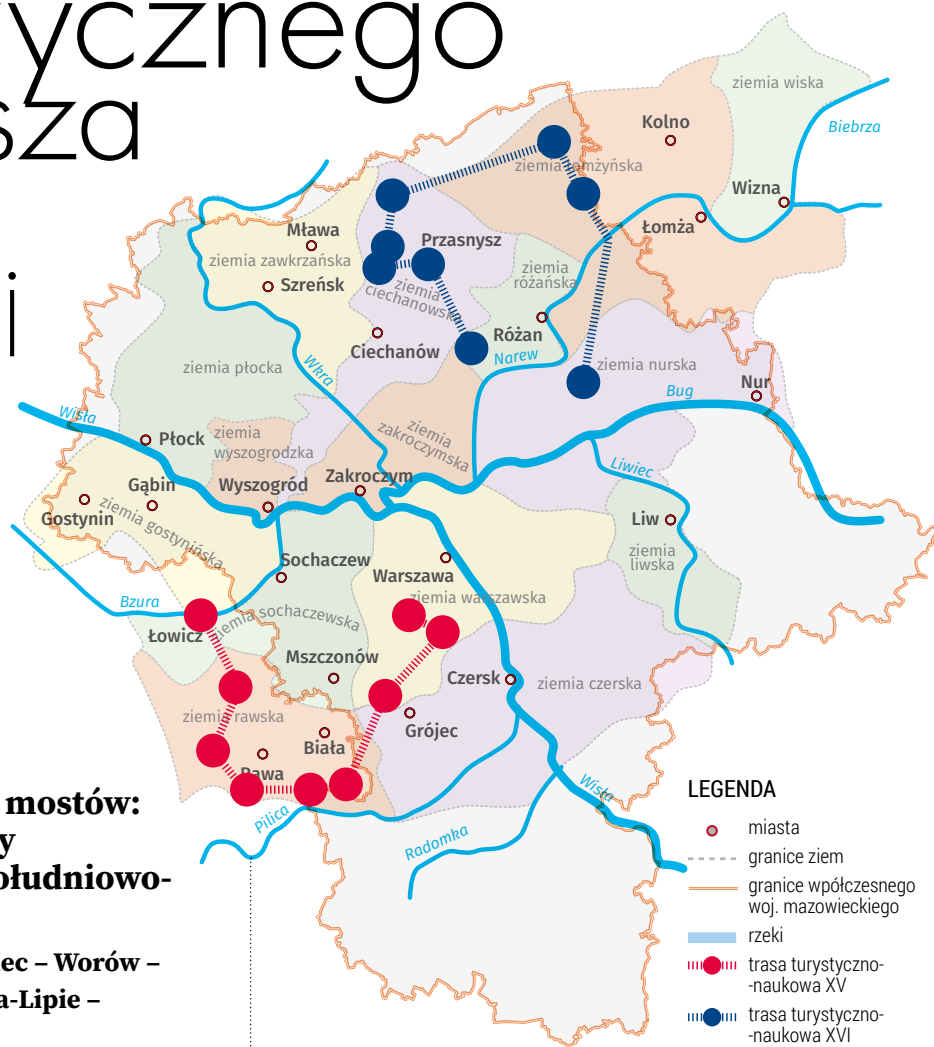 ycznego
sza
i
ziemia wiska
Kolno
Biebrza
ziemia łomżyńska
Wizna
Łomża
Mława
Przasnysz
ziemia zawkrzańska
ziemia
różańska
Szreńsk
ziemia
ciechanowska
Różan
Ciechanów
Narew
ziemia nurska
ziemia płocka
Wkra
Nur
Bug
Wisła
ziemia
zakroczymska
Płock
ziemia
wyszogrodzka
Liwiec
Zakroczym
Gąbin
Wyszogród
Gostynin
ziemia gostynińska
Liw
ziemia
liwska
Sochaczew
Warszawa
ziemia warszawska
Bzura
Łowicz
ziemia sochaczewska
Mszczonów
Czersk
ziemia czerska
ziemia rawska
Grójec
Biała
Rawa
Wisła
Pilica
Radomka
mostów:
y
ołudniowo-
ec – Worów –
a-Lipie –
LEGENDA
miasta
granice ziem
granice wpółczesnego
woj. mazowieckiego
rzeki
trasa turystyczno-
-naukowa XV
trasa turystyczno-
-naukowa XVI